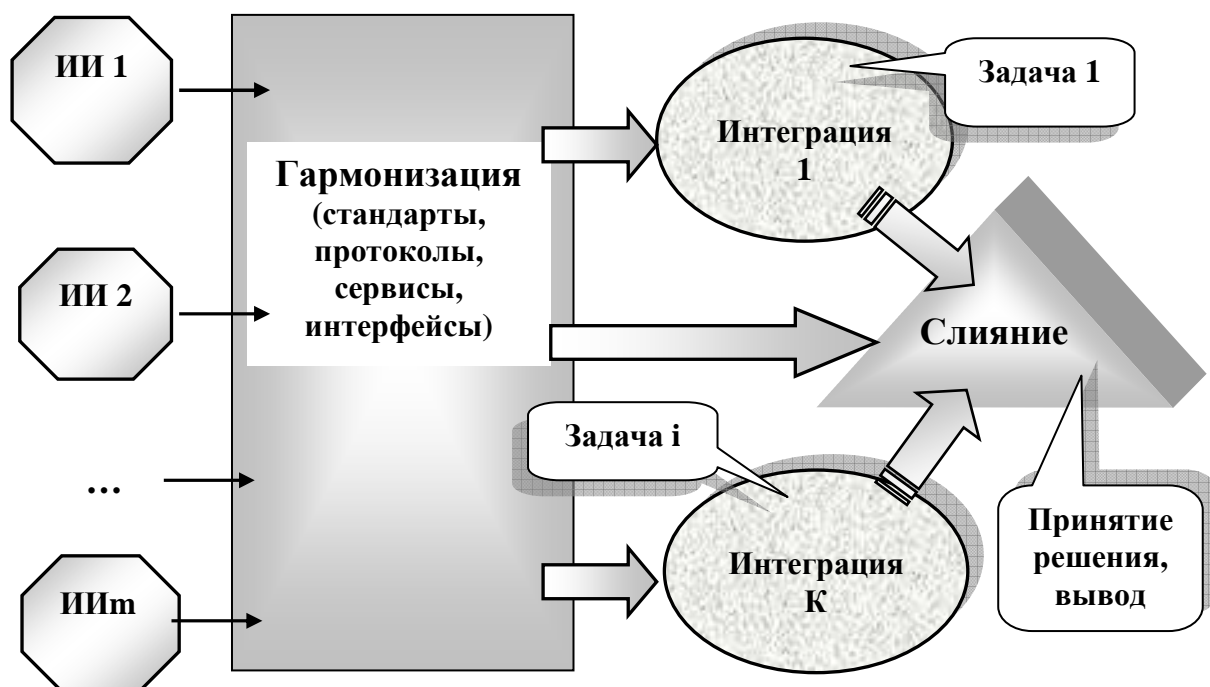 ИИ 1
ИИ 2
...
ИИm
Гармонизация
(стандарты,
протоколы,
сервисы,
интерфейсы)
Задача 1
Интеграция
1
Слияние
Задача i
Интеграция
К
Принятие
решения,
вывод